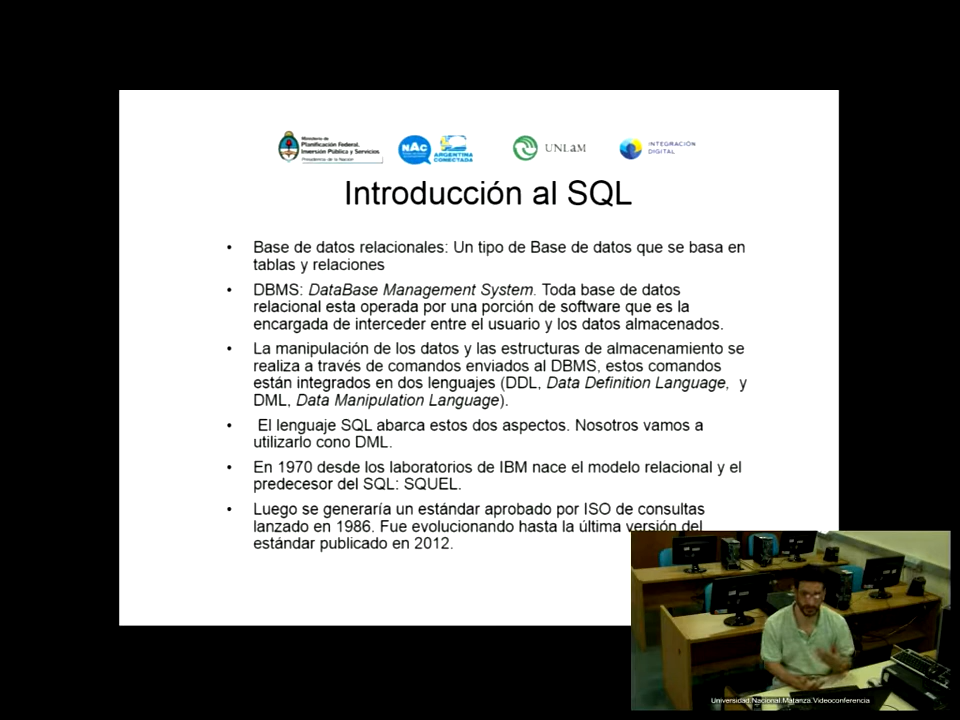 Ministerio de
Planificación Federal,
Inversión Pública y Servicios
Presidencia de la Nación
NAC
ARGENTINA
CONECTADA
UNLaM
INTEGRACIÓN
DIGITAL
Introducción al SQL
• Base de datos relacionales: Un tipo de Base de datos que se basa en
tablas y relaciones
• DBMS: DataBase Management System. Toda base de datos
relacional esta operada por una porción de software que es la
encargada de interceder entre el usuario y los datos almacenados.
• La manipulación de los datos y las estructuras de almacenamiento se
realiza a través de comandos enviados al DBMS, estos comandos
están integrados en dos lenguajes (DDL, Data Definition Language, y
DML, Data Manipulation Language).
• El lenguaje SQL abarca estos dos aspectos. Nosotros vamos a
utilizarlo cono DML.
• En 1970 desde los laboratorios de IBM nace el modelo relacional y el
predecesor del SQL: SQUEL.
• Luego se generaría un estándar aprobado por ISO de consultas
lanzado en 1986. Fue evolucionando hasta la última versión del
estándar publicado en 2012.
Universidad.Nacional.Matanza.Videoconferencia